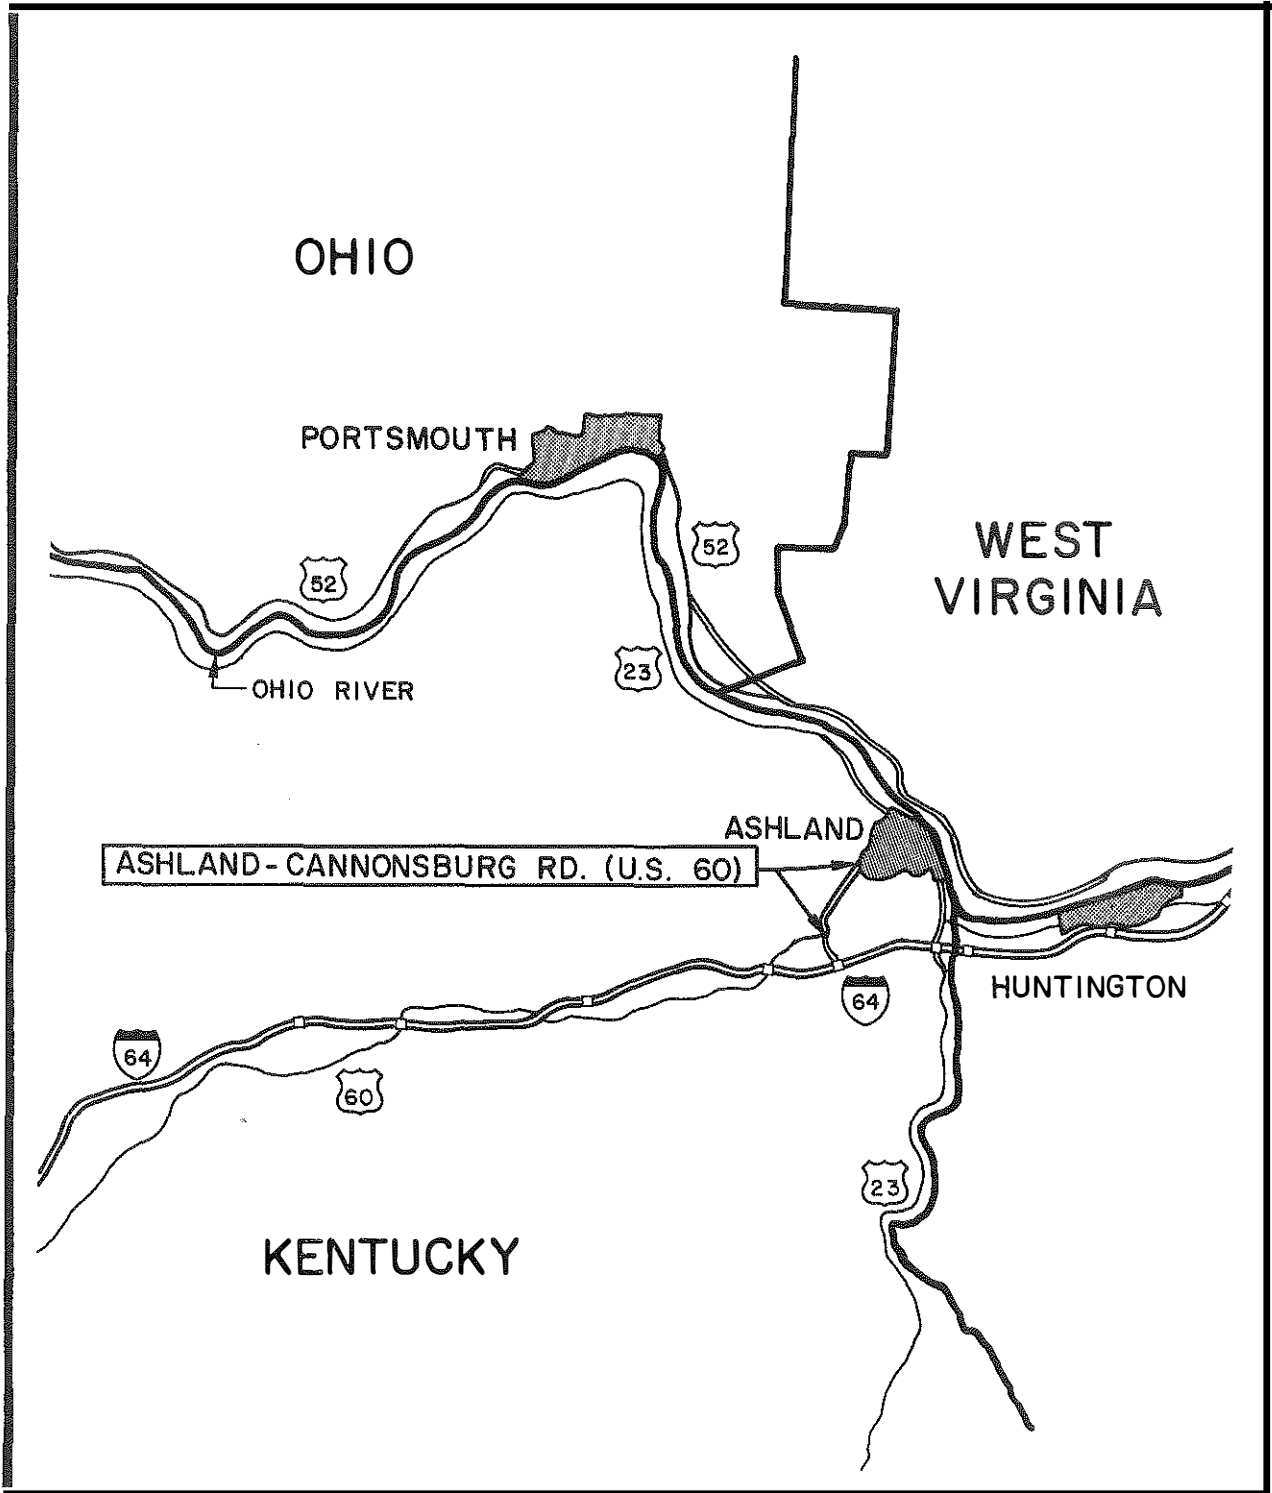 OHIO
PORTSMOUTH
52
WEST
VIRGINIA
52
23
OHIO RIVER
ASHLAND
ASHLAND-CANNONSBURG RD. (U.S. 60)
HUNTINGTON
64
64
60
23
KENTUCKY